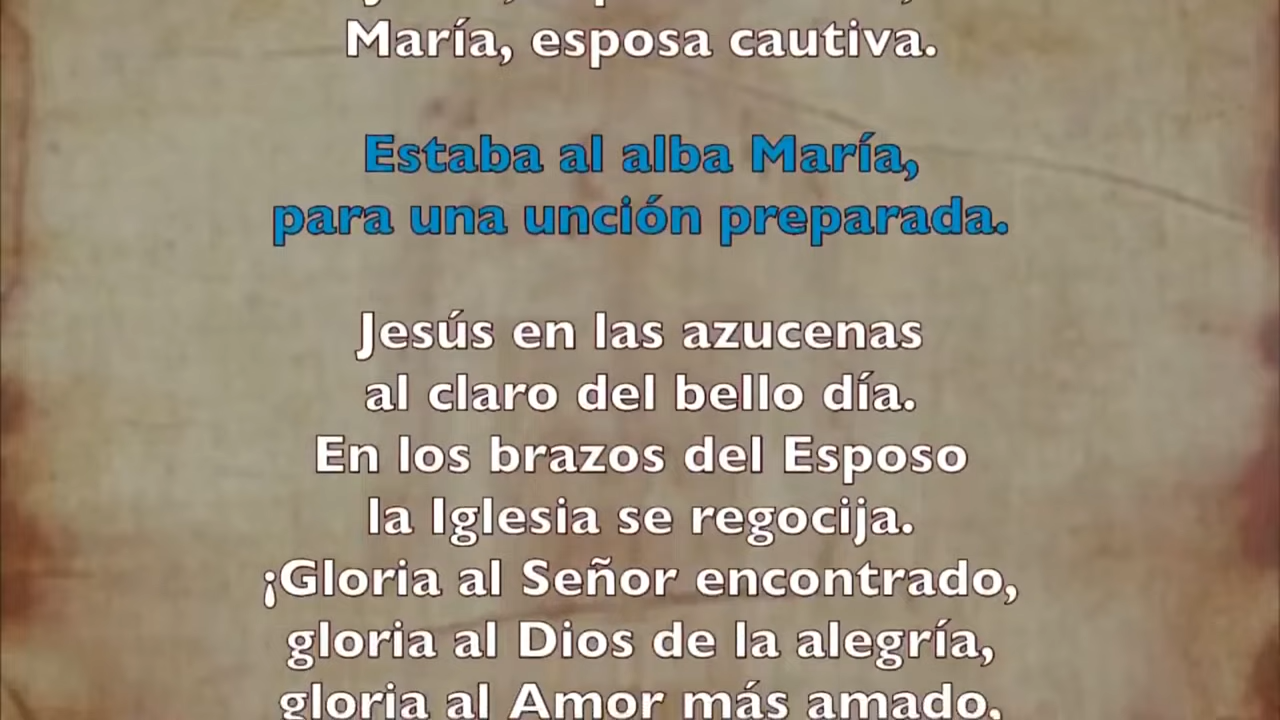 María, esposa cautiva.
Estaba al alba María,
para una unción preparada.
Jesús en las azucenas
al claro del bello día.
En los brazos del Esposo
la Iglesia se regocija.
¡Gloria al Señor encontrado,
gloria al Dios de la alegría,
gloria al Amor más amado,